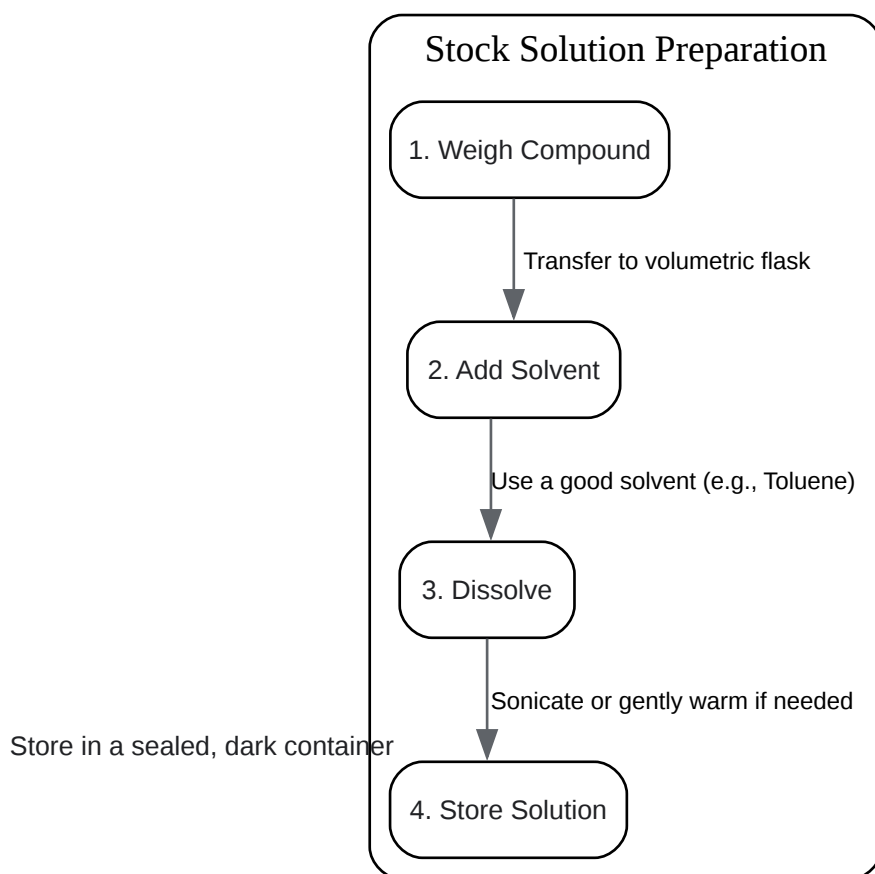 Stock Solution Preparation
1. Weigh Compound
Transfer to volumetric flask
2. Add Solvent
Use a good solvent (e.g., Toluene)
3. Dissolve
Sonicate or gently warm if needed
Store in a sealed, dark container
4. Store Solution